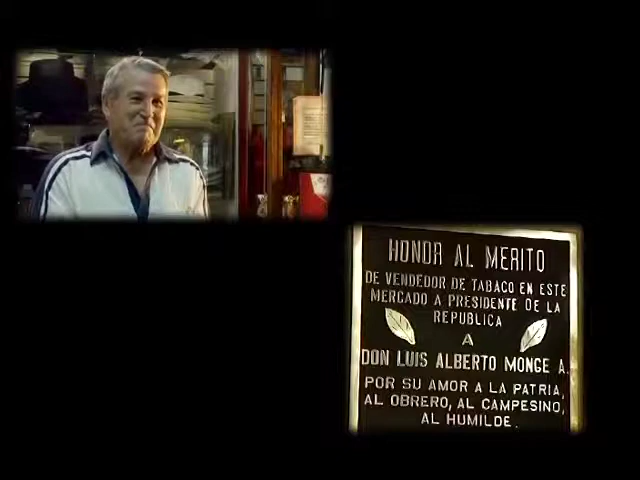 HONOR AL MERITO
DE VENDEDOR DE TABACO EN ESTE
MERCADO A PRESIDENTE DE LA
REPUBLICA
A
DON LUIS ALBERTO MONGE A.
POR SU AMOR A LA PATRIA,
AL OBRERO, AL CAMPESINO,
AL HUMILDE.